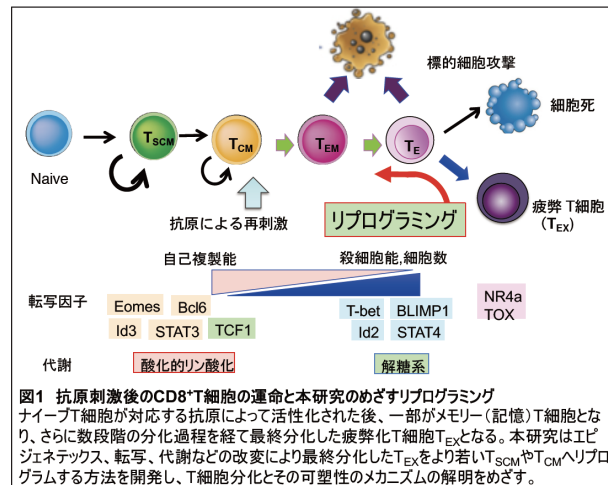 標的細胞攻撃
細胞死
Naive
TSCM
TCM
TEM
TE
抗原による再刺激
リプログラミング
疲弊 T細胞
(TEX)
自己複製能
殺細胞能,細胞数
転写因子
Eomes Bcl6
Id3 STAT3 TCF1
T-bet BLIMP1
Id2 STAT4
NR4a
TOX
代謝
酸化的リン酸化
解糖系
図1 抗原刺激後のCD8⁺T細胞の運命と本研究のめざすリプログラミング
ナイーブT細胞が対応する抗原によって活性化された後、一部がメモリー(記憶)T細胞とな
り、さらに数段階の分化過程を経て最終分化した疲弊化T細胞TEXとなる。本研究はエピ
ジェネテックス、転写、代謝などの改変により最終分化したTEXをより若いTSCMやTCMへリプロ
グラムする方法を開発し、T細胞分化とその可塑性のメカニズムの解明をめざす。